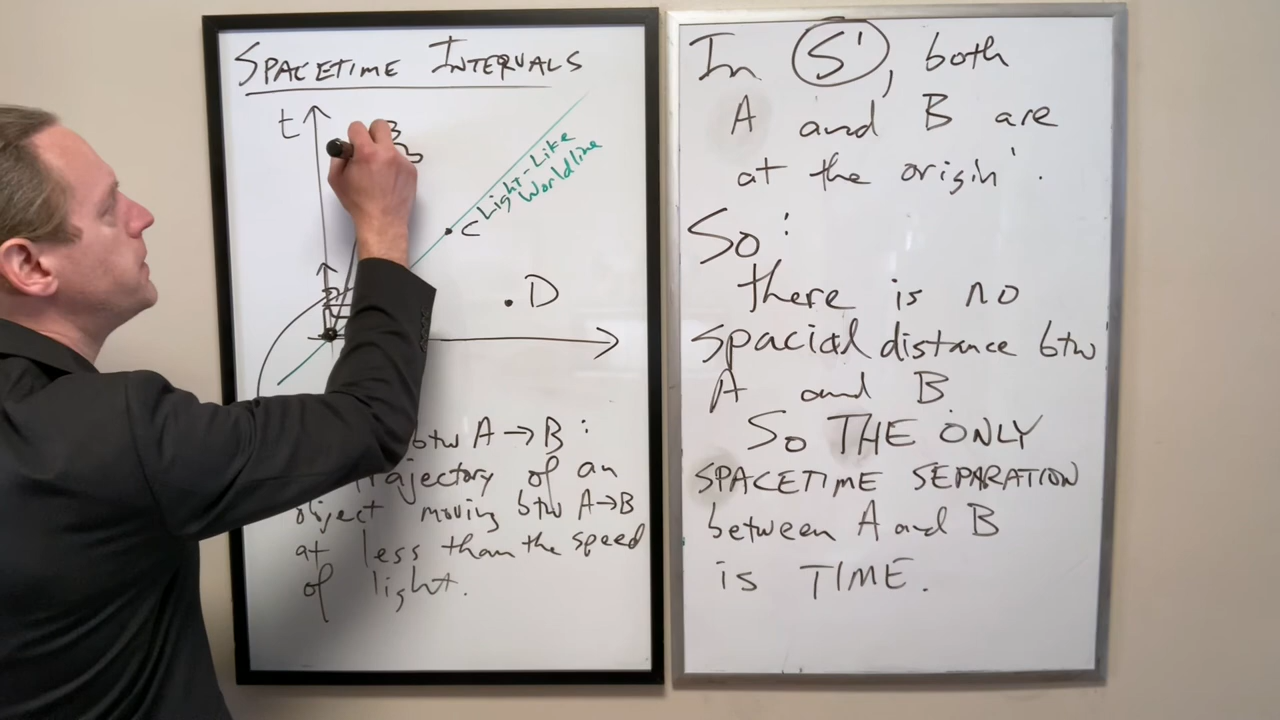 SPACETIME INTERVALS
t
B
Light-Like
Worldline
C
D
btw A → B :
trajectory of an
object moving btw A→B
at less than the speed
of light.
In S', both
A and B are
at the origin'.
So:
there is no
spacial distance btw
A and B
So THE ONLY
SPACETIME SEPARATION
between A and B
is TIME.